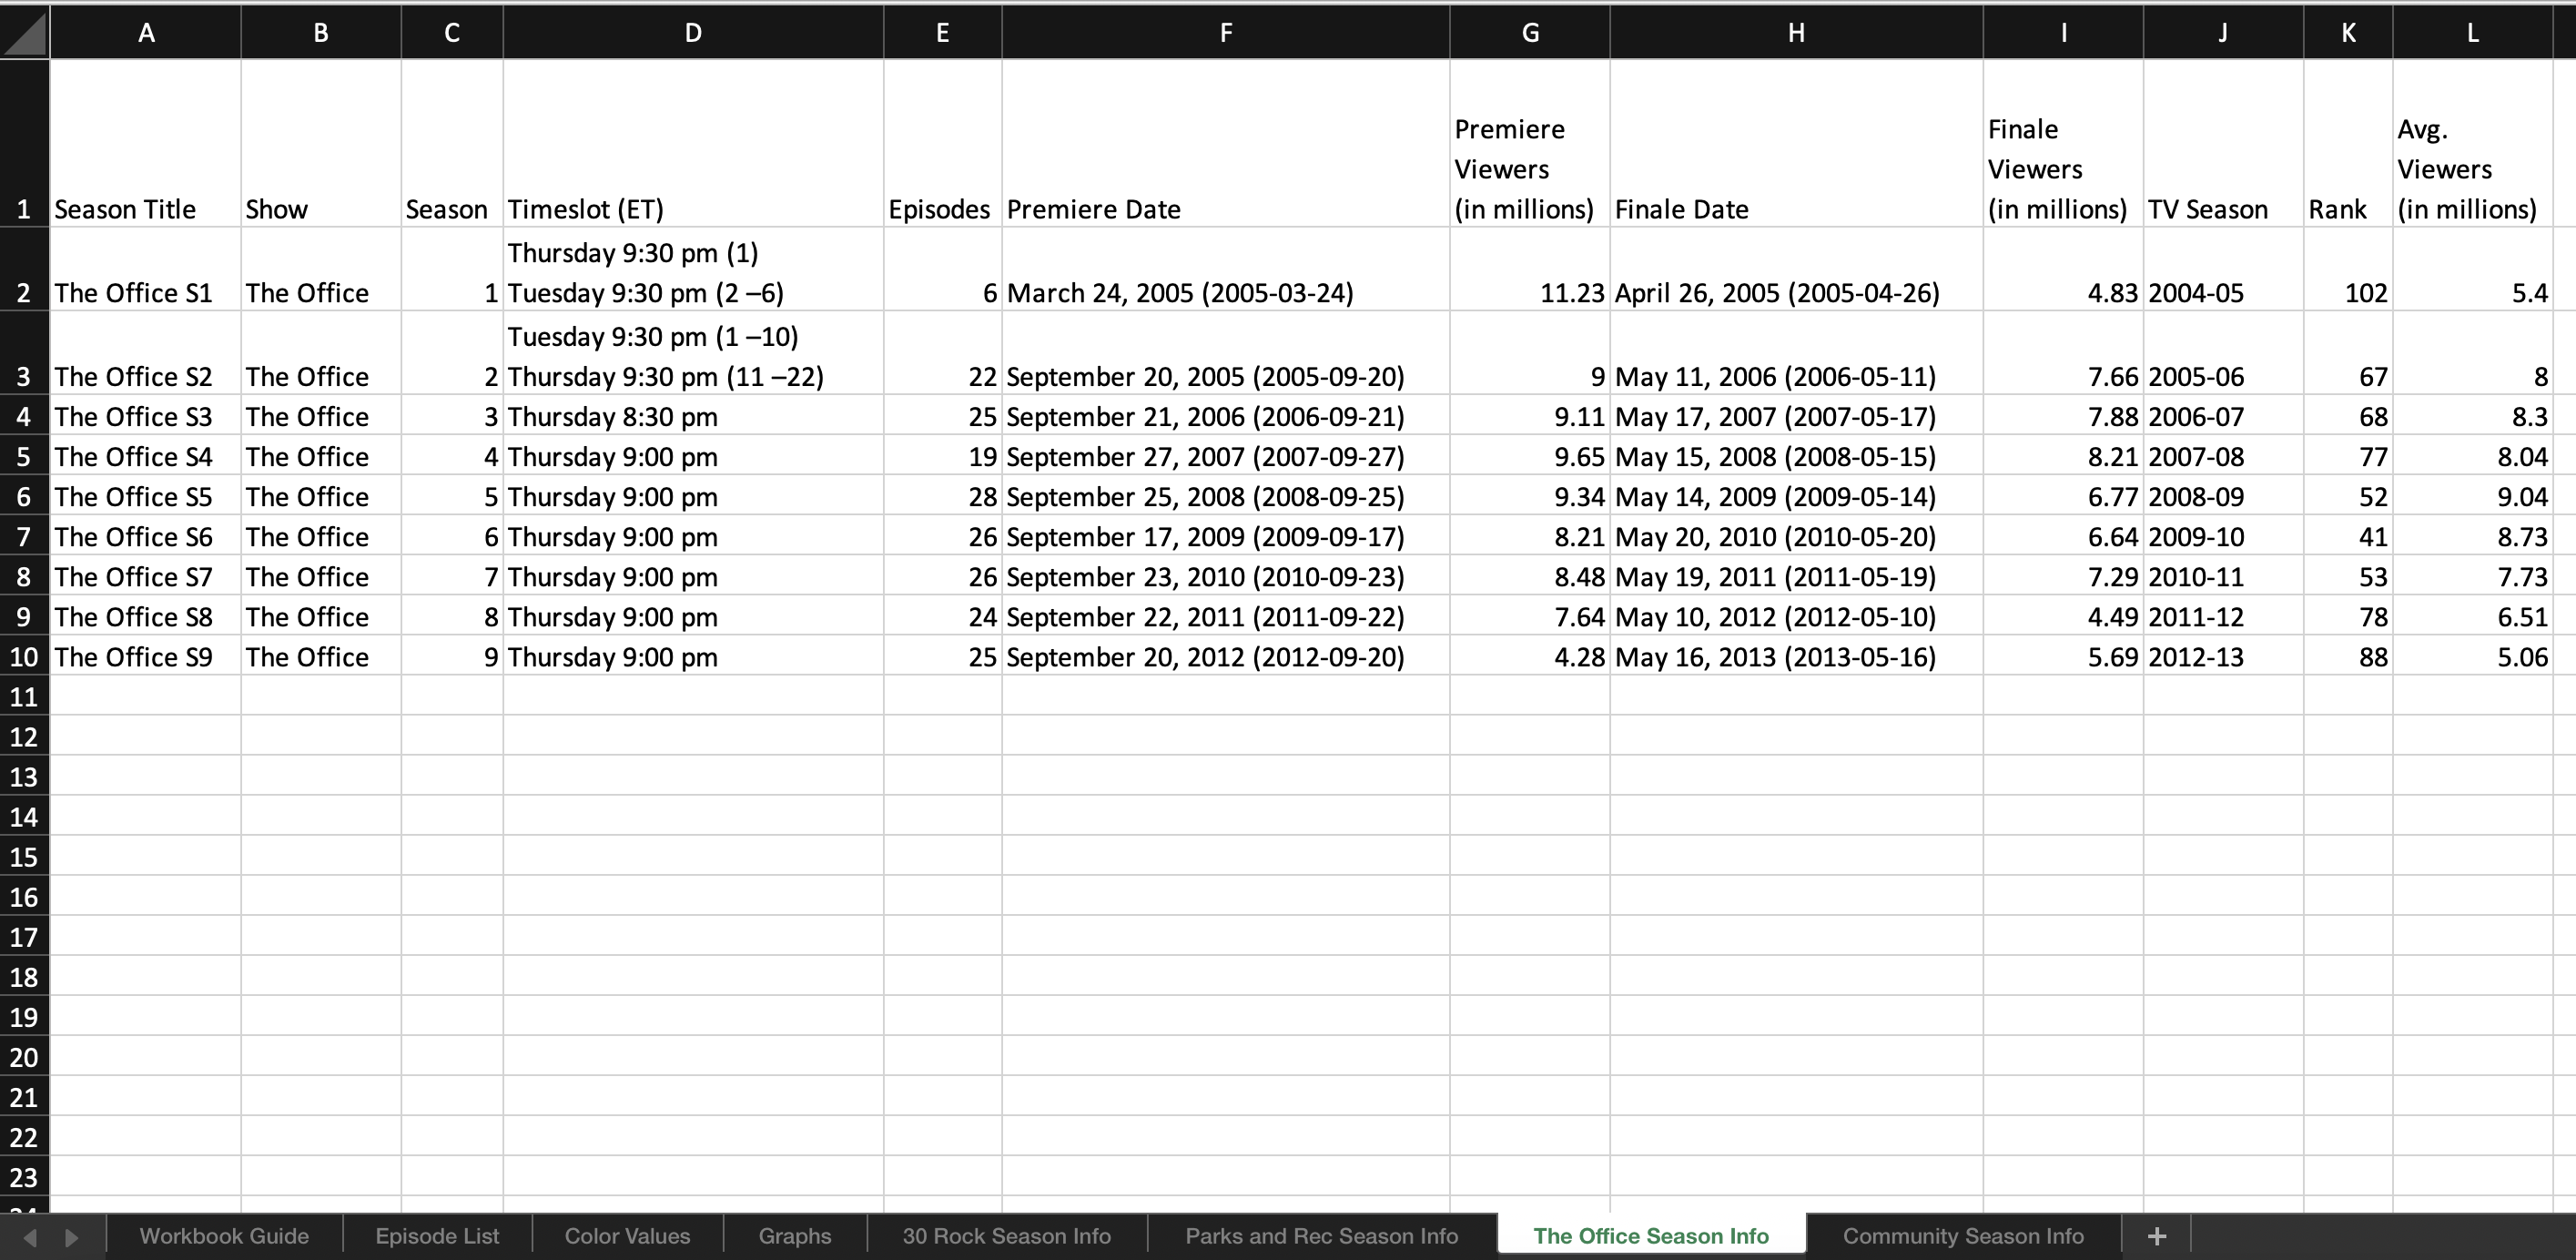 A B C D E F G H I J K L
1 Season Title Show Season Timeslot (ET) Episodes Premiere Date Premiere Viewers (in millions) Finale Date Finale Viewers (in millions) TV Season Rank Avg. Viewers (in millions)
2 The Office S1 The Office 1 Thursday 9:30 pm (1) Tuesday 9:30 pm (2 –6) 6 March 24, 2005 (2005-03-24) 11.23 April 26, 2005 (2005-04-26) 4.83 2004-05 102 5.4
3 The Office S2 The Office 2 Tuesday 9:30 pm (1 –10) Thursday 9:30 pm (11 –22) 22 September 20, 2005 (2005-09-20) 9 May 11, 2006 (2006-05-11) 7.66 2005-06 67 8
4 The Office S3 The Office 3 Thursday 8:30 pm 25 September 21, 2006 (2006-09-21) 9.11 May 17, 2007 (2007-05-17) 7.88 2006-07 68 8.3
5 The Office S4 The Office 4 Thursday 9:00 pm 19 September 27, 2007 (2007-09-27) 9.65 May 15, 2008 (2008-05-15) 8.21 2007-08 77 8.04
6 The Office S5 The Office 5 Thursday 9:00 pm 28 September 25, 2008 (2008-09-25) 9.34 May 14, 2009 (2009-05-14) 6.77 2008-09 52 9.04
7 The Office S6 The Office 6 Thursday 9:00 pm 26 September 17, 2009 (2009-09-17) 8.21 May 20, 2010 (2010-05-20) 6.64 2009-10 41 8.73
8 The Office S7 The Office 7 Thursday 9:00 pm 26 September 23, 2010 (2010-09-23) 8.48 May 19, 2011 (2011-05-19) 7.29 2010-11 53 7.73
9 The Office S8 The Office 8 Thursday 9:00 pm 24 September 22, 2011 (2011-09-22) 7.64 May 10, 2012 (2012-05-10) 4.49 2011-12 78 6.51
10 The Office S9 The Office 9 Thursday 9:00 pm 25 September 20, 2012 (2012-09-20) 4.28 May 16, 2013 (2013-05-16) 5.69 2012-13 88 5.06
11
12
13
14
15
16
17
18
19
20
21
22
23
Workbook Guide Episode List Color Values Graphs 30 Rock Season Info Parks and Rec Season Info The Office Season Info Community Season Info +